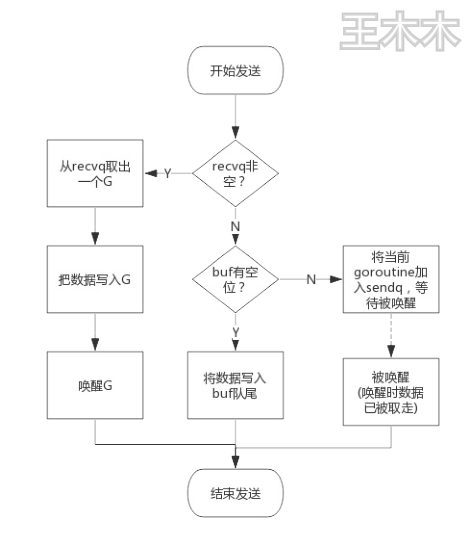 王木木
开始发送
从recvq取出
一个G
Y
recvq非
空？
N
把数据写入G
buf有空
位？
N
将当前
goroutine加
入sendq，等
待被唤醒
Y
唤醒G
将数据写入
buf队尾
被唤醒
(唤醒时数据
已被取走)
结束发送